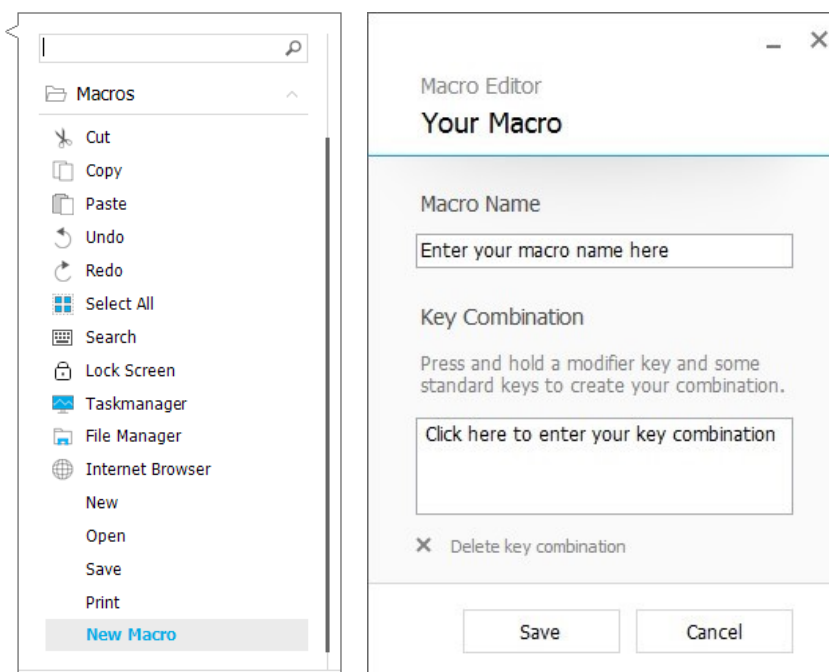 Macros
Cut
Copy
Paste
Undo
Redo
Select All
Search
Lock Screen
Taskmanager
File Manager
Internet Browser
New
Open
Save
Print
New Macro
Macro Editor
Your Macro
Macro Name
Enter your macro name here
Key Combination
Press and hold a modifier key and some
standard keys to create your combination.
Click here to enter your key combination
Delete key combination
Save
Cancel